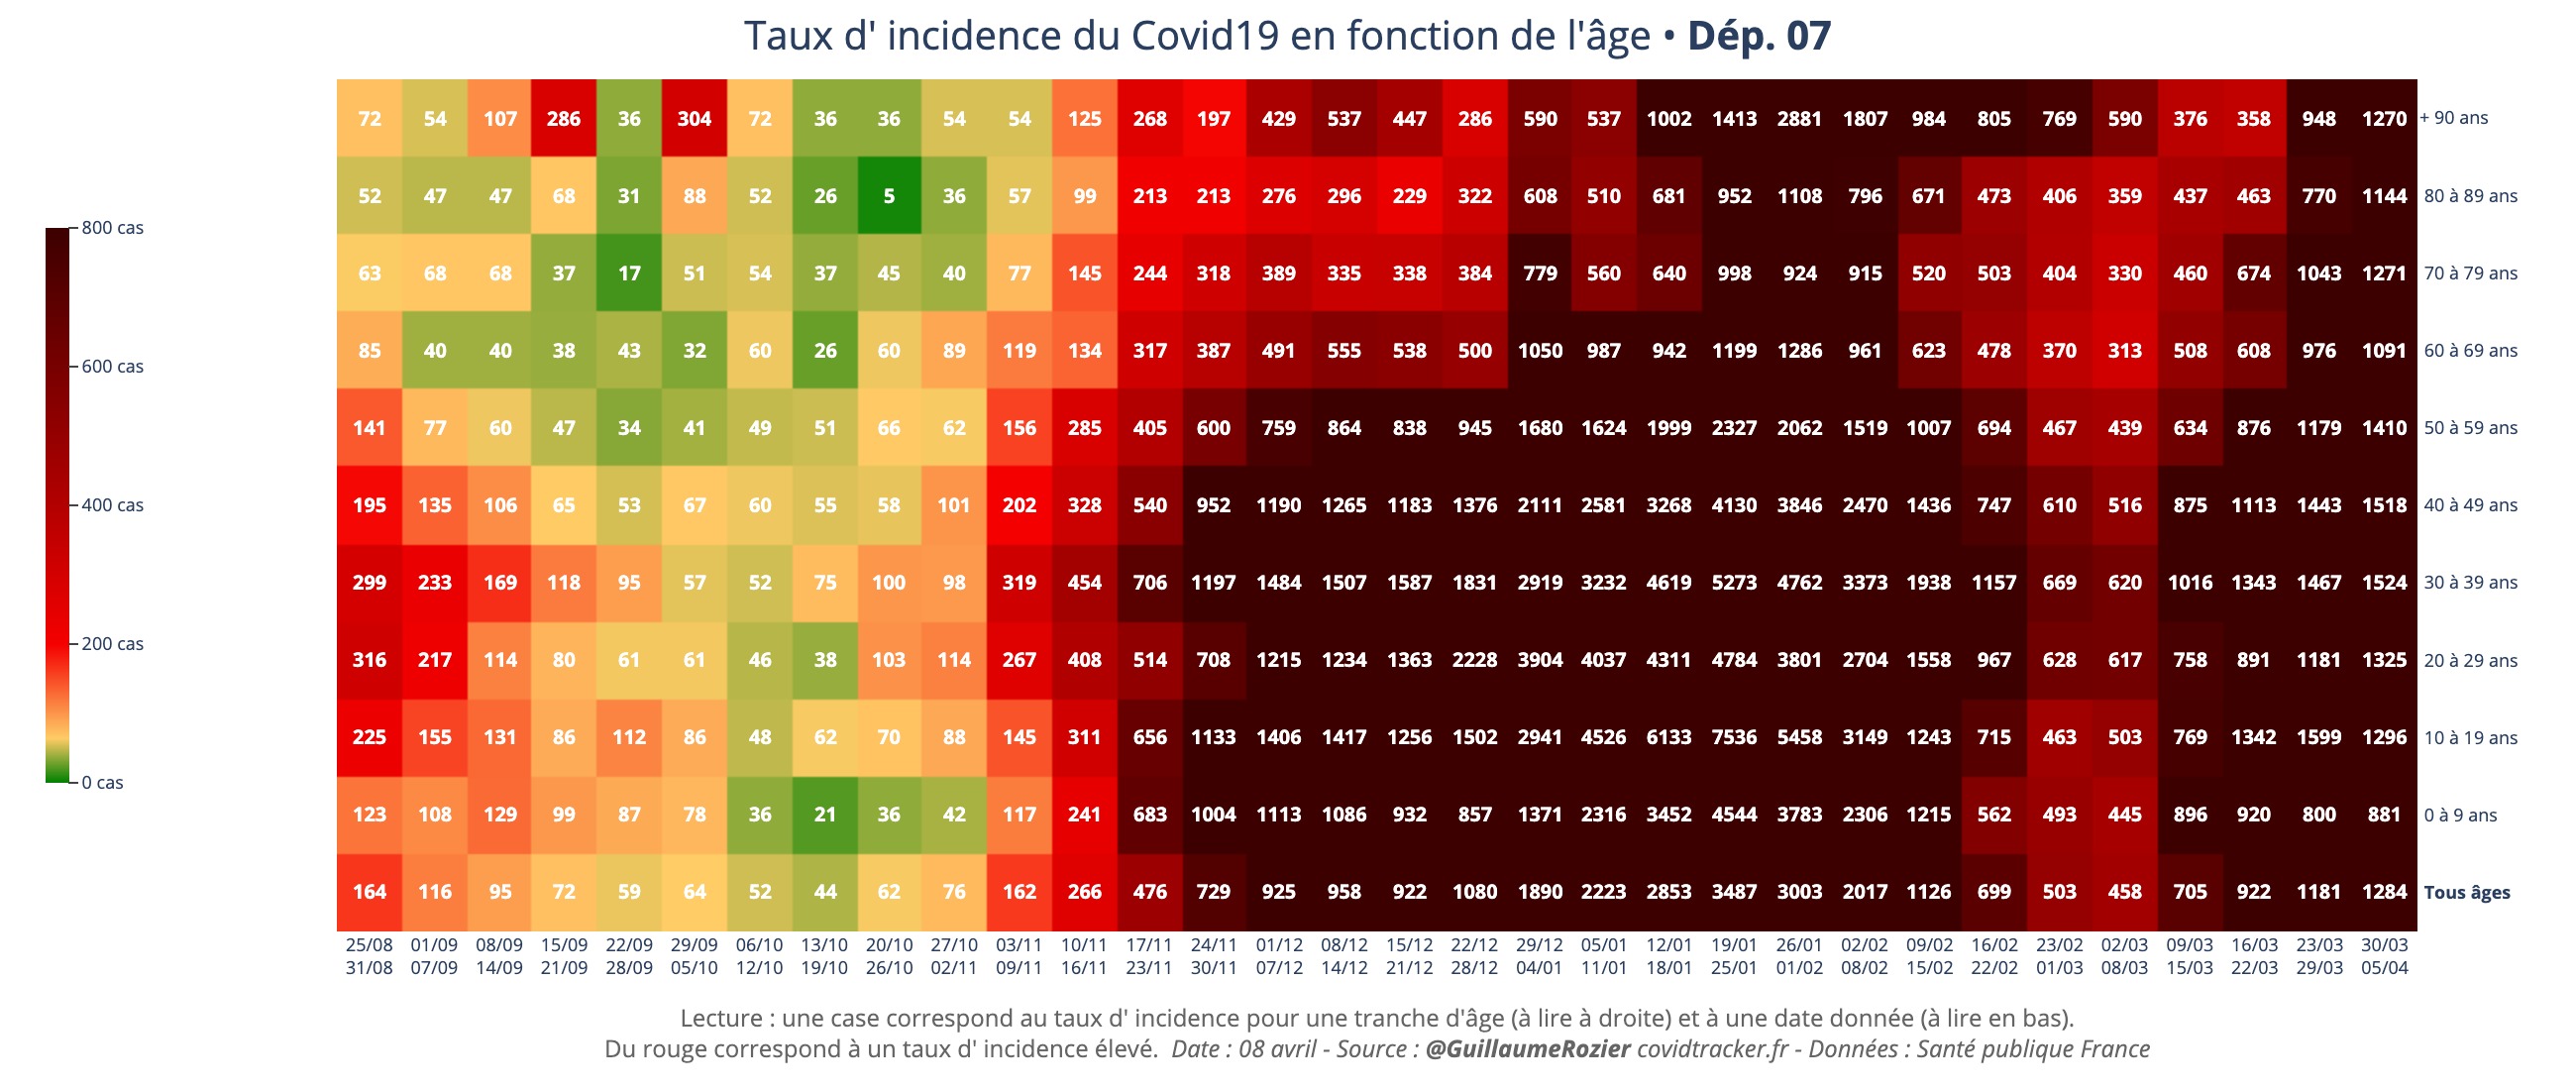 Taux d' incidence du Covid19 en fonction de l'âge • Dép. 07
72 54 107 286 36 304 72 36 36 54 54 125 268 197 429 537 447 286 590 537 1002 1413 2881 1807 984 805 769 590 376 358 948 1270 + 90 ans
52 47 47 68 31 88 52 26 5 36 57 99 213 213 276 296 229 322 608 510 681 952 1108 796 671 473 406 359 437 463 770 1144 80 à 89 ans
800 cas
63 68 68 37 17 51 54 37 45 40 77 145 244 318 389 335 338 384 779 560 640 998 924 915 520 503 404 330 460 674 1043 1271 70 à 79 ans
85 40 40 38 43 32 60 26 60 89 119 134 317 387 491 555 538 500 1050 987 942 1199 1286 961 623 478 370 313 508 608 976 1091 60 à 69 ans
600 cas
141 77 60 47 34 41 49 51 66 62 156 285 405 600 759 864 838 945 1680 1624 1999 2327 2062 1519 1007 694 467 439 634 876 1179 1410 50 à 59 ans
400 cas
195 135 106 65 53 67 60 55 58 101 202 328 540 952 1190 1265 1183 1376 2111 2581 3268 4130 3846 2470 1436 747 610 516 875 1113 1443 1518 40 à 49 ans
299 233 169 118 95 57 52 75 100 98 319 454 706 1197 1484 1507 1587 1831 2919 3232 4619 5273 4762 3373 1938 1157 669 620 1016 1343 1467 1524 30 à 39 ans
200 cas
316 217 114 80 61 61 46 38 103 114 267 408 514 708 1215 1234 1363 2228 3904 4037 4311 4784 3801 2704 1558 967 628 617 758 891 1181 1325 20 à 29 ans
225 155 131 86 112 86 48 62 70 88 145 311 656 1133 1406 1417 1256 1502 2941 4526 6133 7536 5458 3149 1243 715 463 503 769 1342 1599 1296 10 à 19 ans
0 cas
123 108 129 99 87 78 36 21 36 42 117 241 683 1004 1113 1086 932 857 1371 2316 3452 4544 3783 2306 1215 562 493 445 896 920 800 881 0 à 9 ans
164 116 95 72 59 64 52 44 62 76 162 266 476 729 925 958 922 1080 1890 2223 2853 3487 3003 2017 1126 699 503 458 705 922 1181 1284 Tous âges
25/08 01/09 08/09 15/09 22/09 29/09 06/10 13/10 20/10 27/10 03/11 10/11 17/11 24/11 01/12 08/12 15/12 22/12 29/12 05/01 12/01 19/01 26/01 02/02 09/02 16/02 23/02 02/03 09/03 16/03 23/03 30/03
31/08 07/09 14/09 21/09 28/09 05/10 12/10 19/10 26/10 02/11 09/11 16/11 23/11 30/11 07/12 14/12 21/12 28/12 04/01 11/01 18/01 25/01 01/02 08/02 15/02 22/02 01/03 08/03 15/03 22/03 29/03 05/04
Lecture : une case correspond au taux d' incidence pour une tranche d'âge (à lire à droite) et à une date donnée (à lire en bas).
Du rouge correspond à un taux d' incidence élevé. Date : 08 avril - Source : @GuillaumeRozier covidtracker.fr - Données : Santé publique France